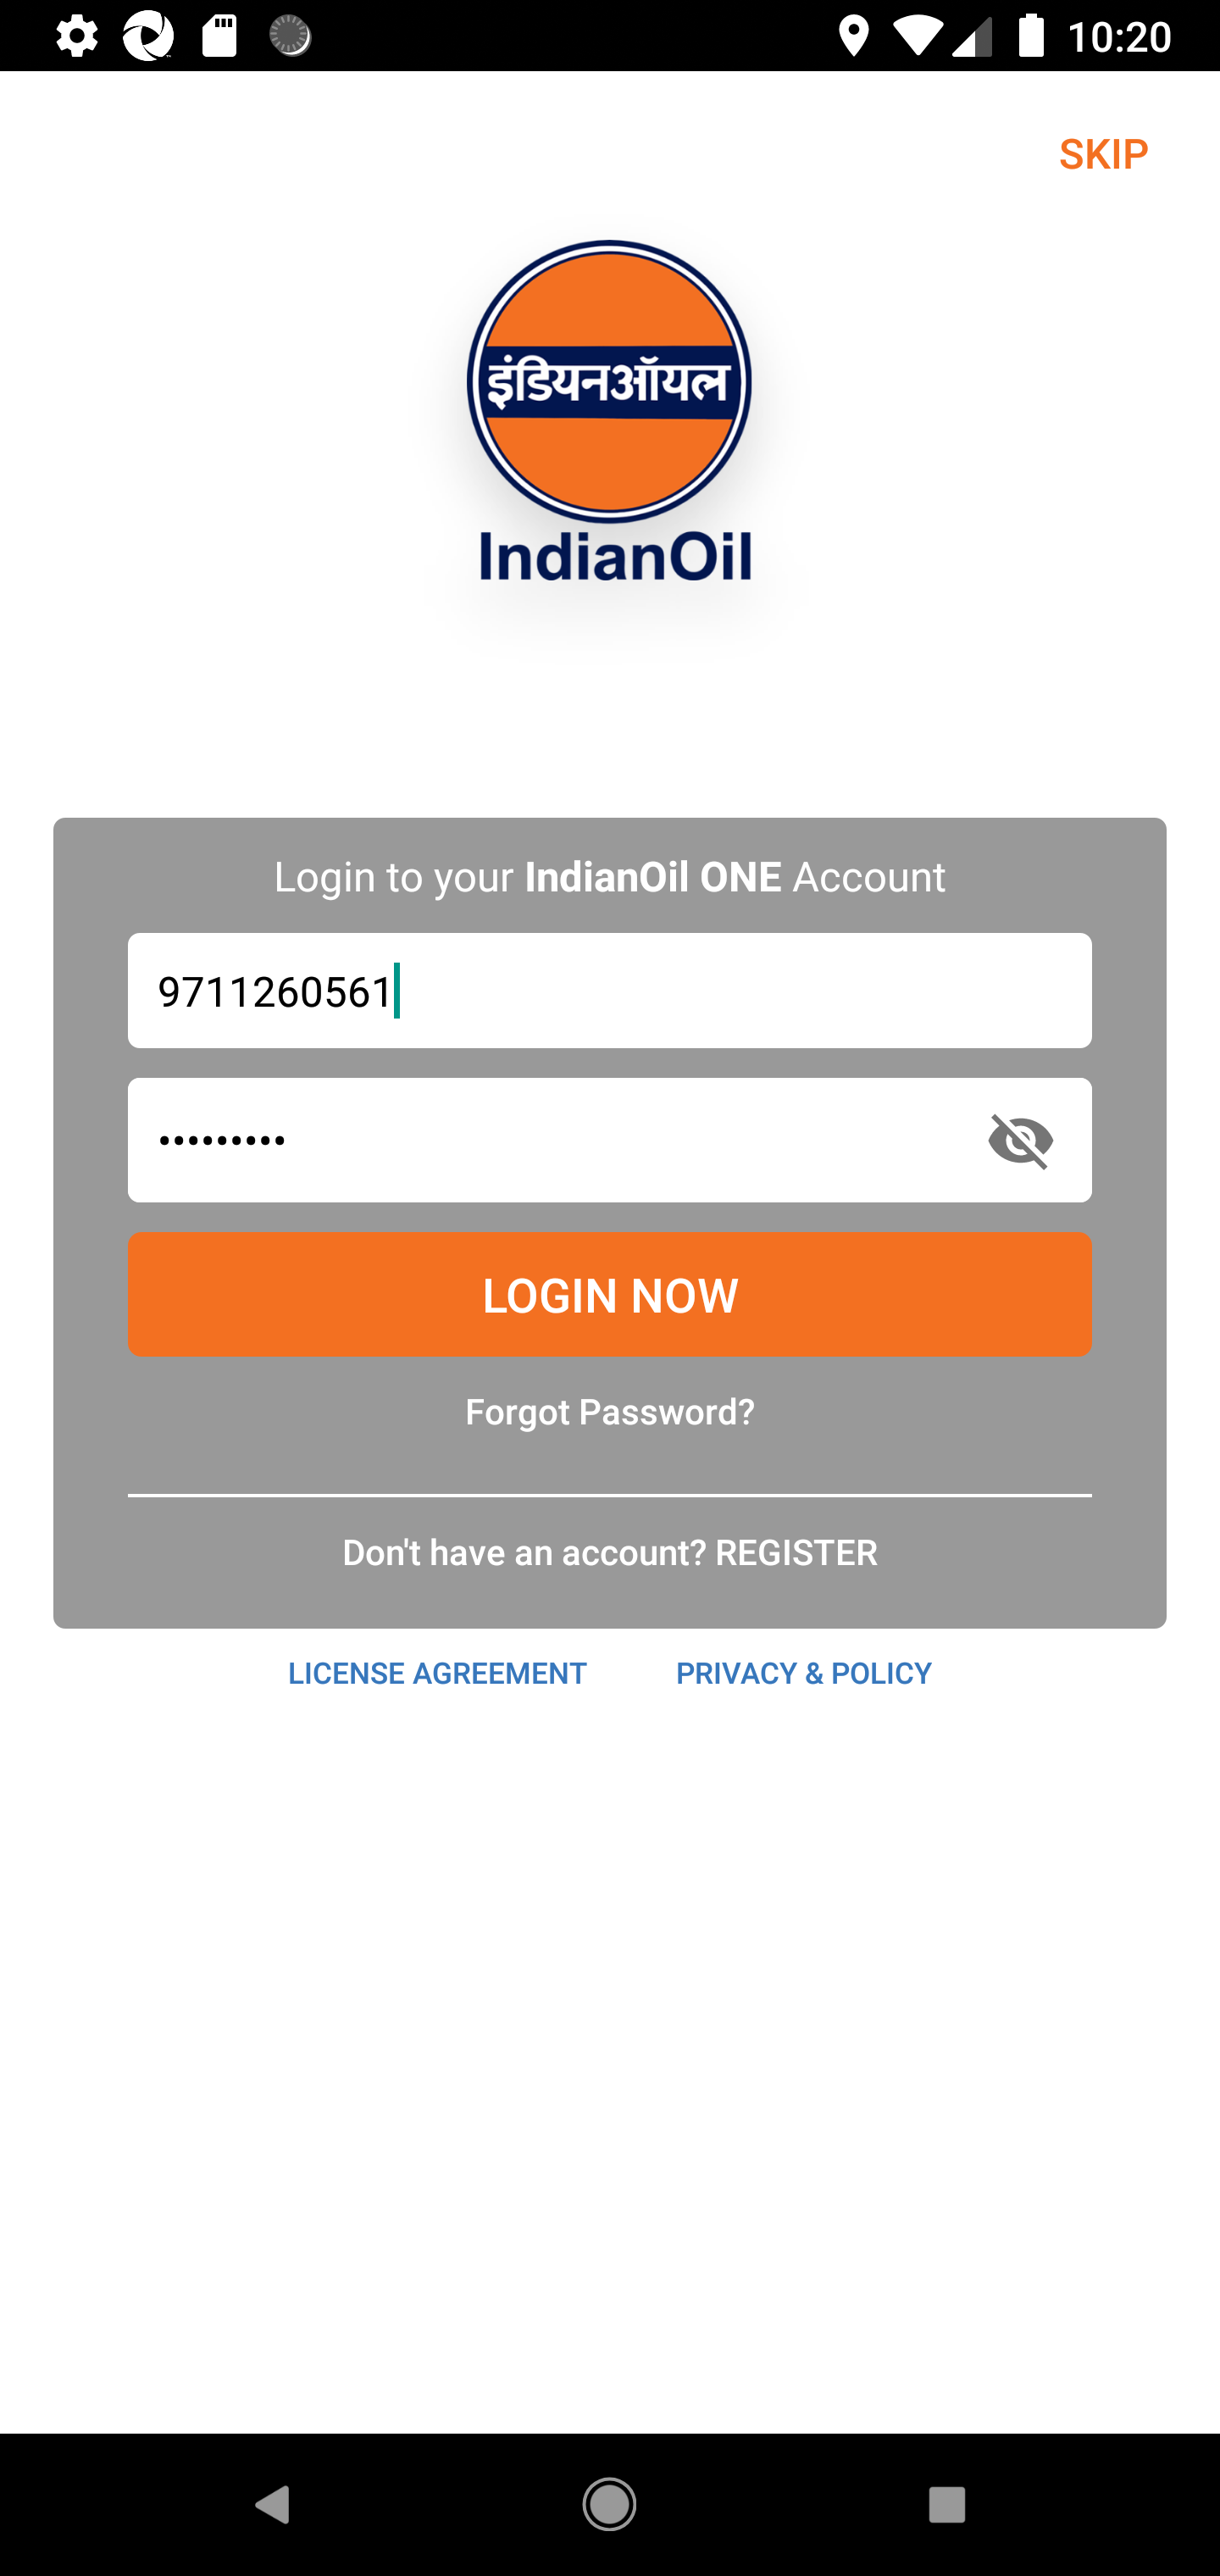 10:20
SKIP
इंडियनऑयल
IndianOil
Login to your IndianOil ONE Account
9711260561
•••••••••
LOGIN NOW
Forgot Password?
Don't have an account? REGISTER
LICENSE AGREEMENT PRIVACY & POLICY